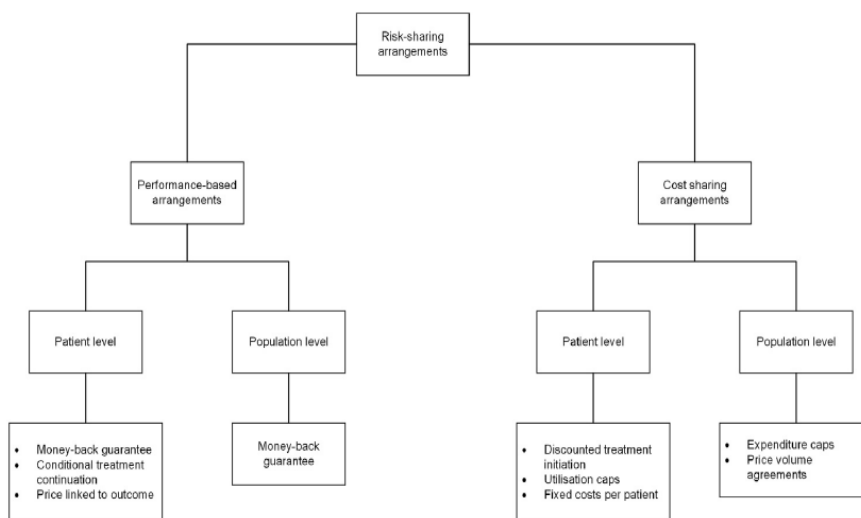 Risk-sharing
arrangements
Performance-based
arrangements
Cost sharing
arrangements
Patient level
Population level
Patient level
Population level
• Money-back guarantee
• Conditional treatment
continuation
• Price linked to outcome
Money-back
guarantee
• Discounted treatment
initiation
• Utilisation caps
• Fixed costs per patient
• Expenditure caps
• Price volume
agreements